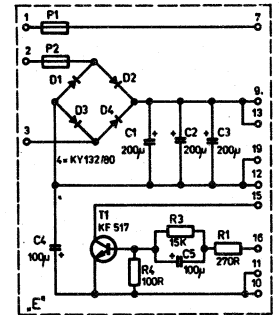 1 P1 7
2 P2
D1 D2
D3 D4
3
4×KY132/80
C1 200µ
C2 200µ
C3 200µ
9
13
19
12
15
T1 KF 517
C4 100µ
R3 15K
C5 100µ
R1 270R
16
R4 100R
11
10
„E"